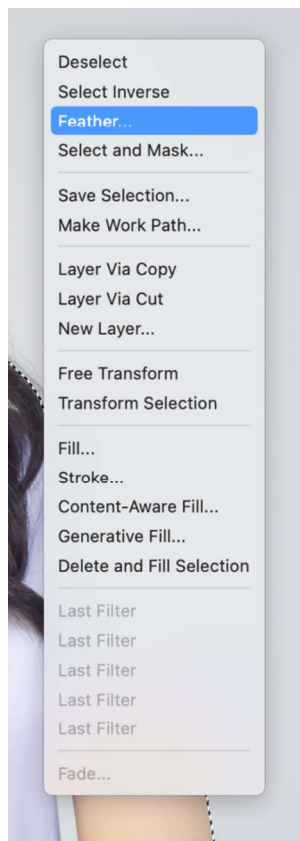 Deselect
Select Inverse
Feather...
Select and Mask...
Save Selection...
Make Work Path...
Layer Via Copy
Layer Via Cut
New Layer...
Free Transform
Transform Selection
Fill...
Stroke...
Content-Aware Fill...
Generative Fill...
Delete and Fill Selection
Last Filter
Last Filter
Last Filter
Last Filter
Last Filter
Fade...